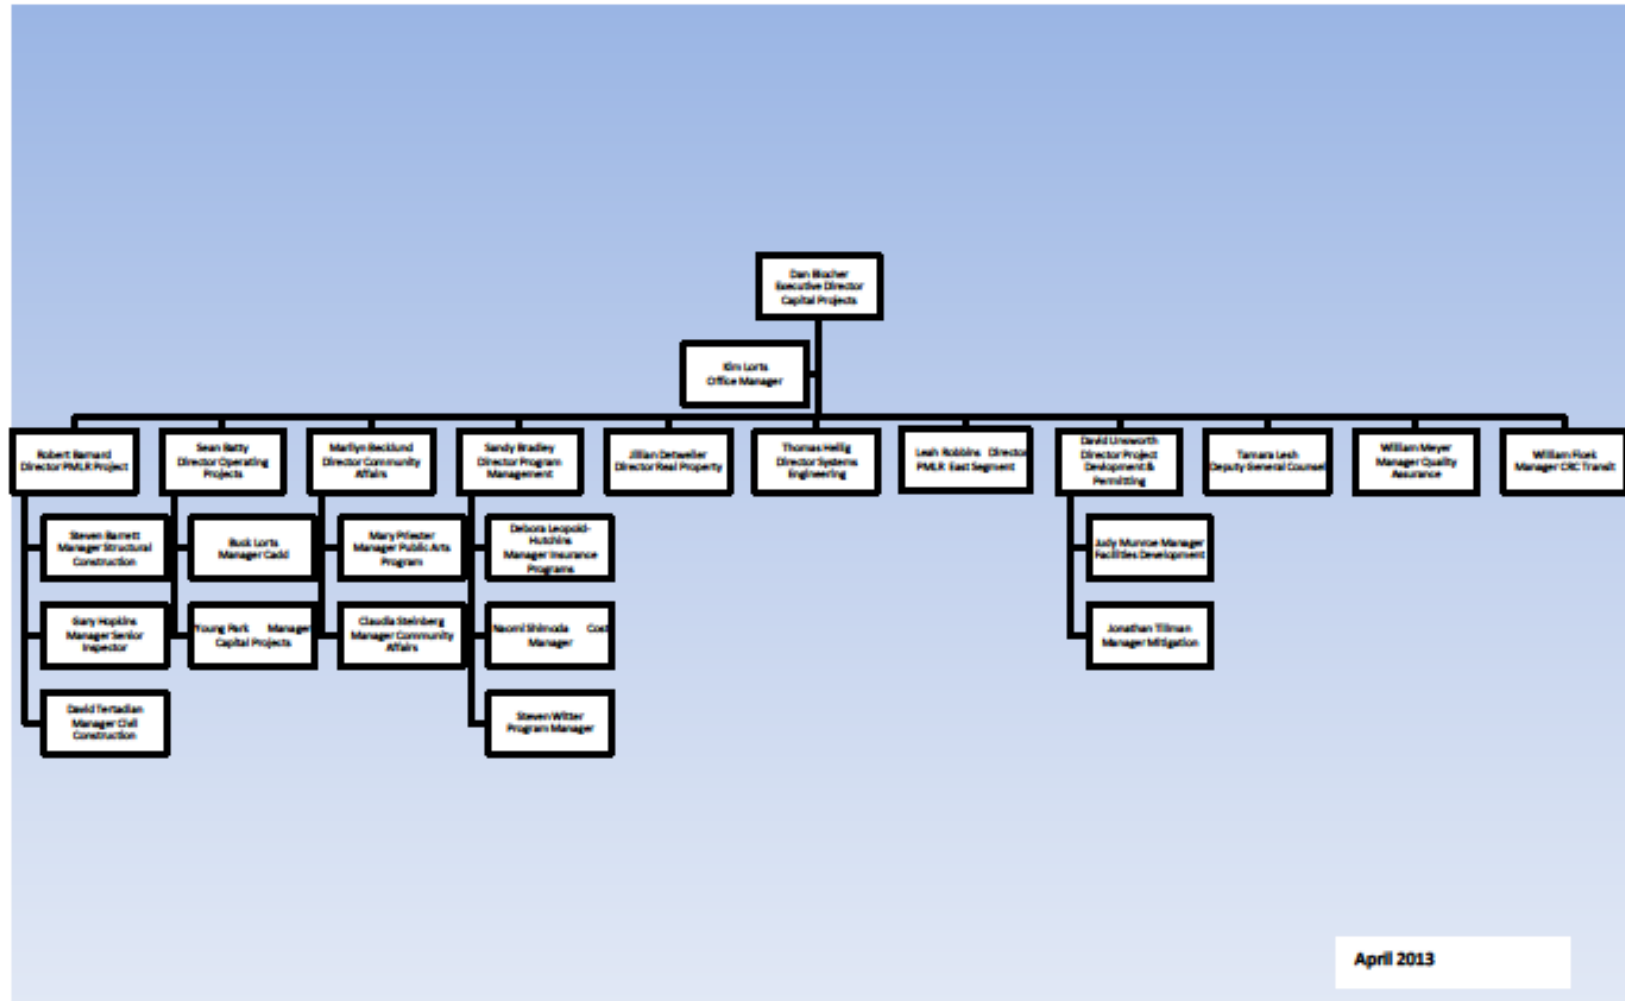 Dan Blocher
Executive Director
Capital Projects
Kim Lorts
Office Manager
Robert Barnard
Director PMLR Project
Sean Batty
Director Operating
Projects
Marilyn Becklund
Director Community
Affairs
Sandy Bradley
Director Program
Management
Jillian Detweiler
Director Real Property
Thomas Heilig
Director Systems
Engineering
Leah Robbins Director
PMLR East Segment
David Unsworth
Director Project
Devlopment &
Permitting
Tamara Lesh
Deputy General Counsel
William Meyer
Manager Quality
Assurance
William
Manager CRC Transit
Steven Barrett
Manager Structural
Construction
Buck Lorts
Manager Cadd
Mary Priester
Manager Public Arts
Program
Debora Leopold-
Hutchins
Manager Insurance
Programs
Judy Munroe Manager
Facilities Development
Gary Hopkins
Manager Senior
Inspector
Young Park Manager
Capital Projects
Claudia Steinberg
Manager Community
Affairs
Naomi Shimoda Cost
Manager
Jonathan Tillman
Manager Mitigation
David Tertadian
Manager Civil
Construction
Steven Witter
Program Manager
April 2013